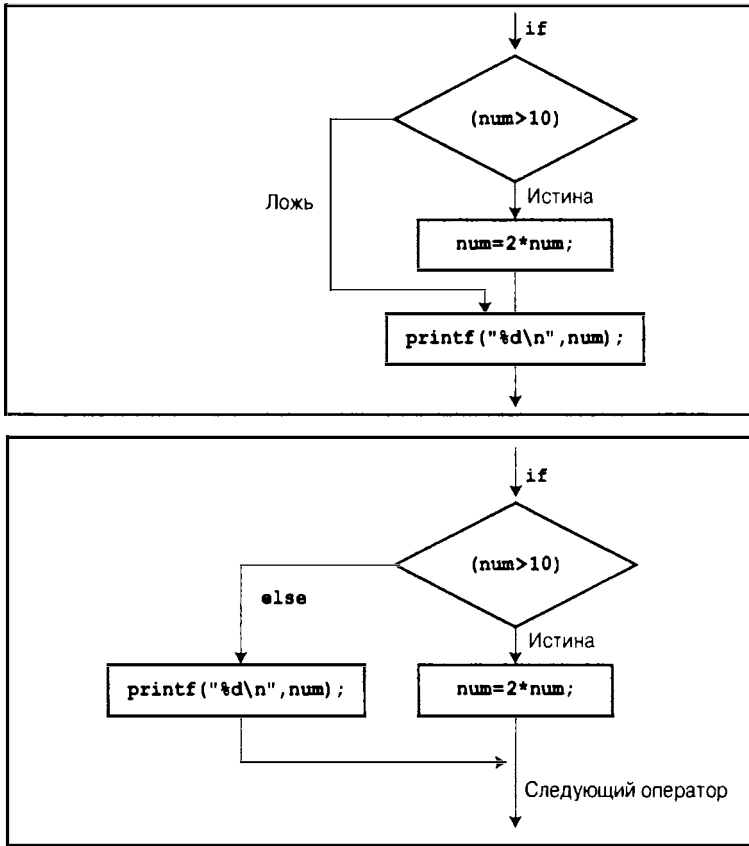 if
(num>10)
Ложь
Истина
num=2*num;
printf("%d\n",num);
if
(num>10)
else
Истина
printf("%d\n",num);
num=2*num;
Следующий оператор